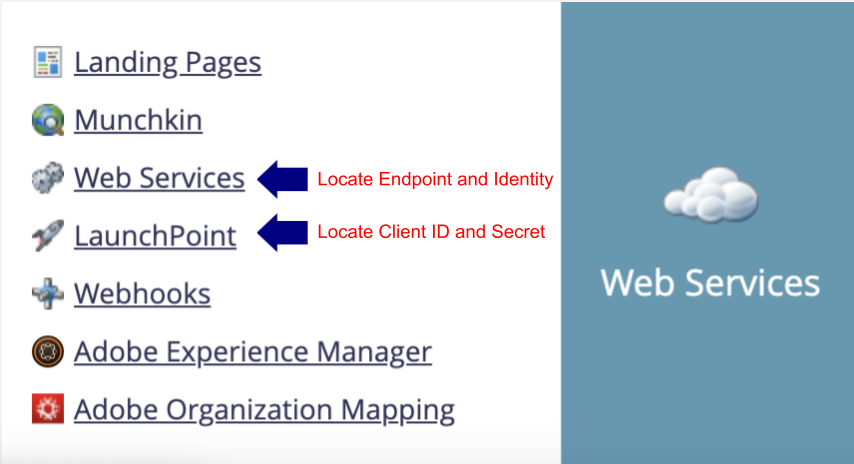 Landing Pages
Munchkin
Web Services
Locate Endpoint and Identity
LaunchPoint
Locate Client ID and Secret
Webhooks
Adobe Experience Manager
Adobe Organization Mapping
Web Services